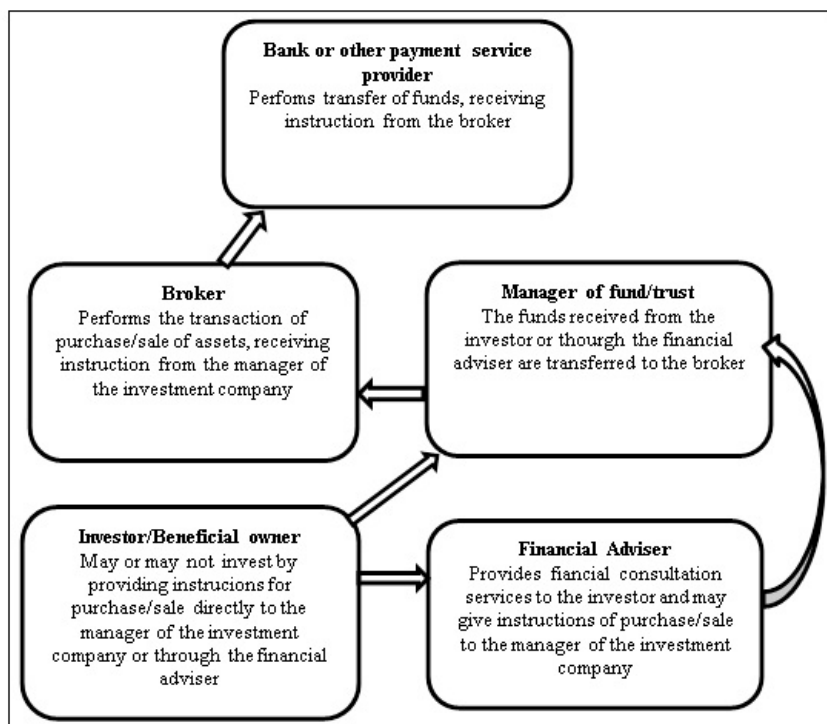 Bank or other payment service
provider
Perfoms transfer of funds, receiving
instruction from the broker
Broker
Performs the transaction of
purchase/sale of assets, receiving
instruction from the manager of
the investment company
Manager of fund/trust
The funds received from the
investor or thourgh the financial
adviser are transferred to the broker
Investor/Beneficial owner
May or may not invest by
providing instrucions for
purchase/sale directly to the
manager of the investment
company or through the financial
adviser
Financial Adviser
Provides fiancial consultation
services to the investor and may
give instructions of purchase/sale
to the manager of the investment
company